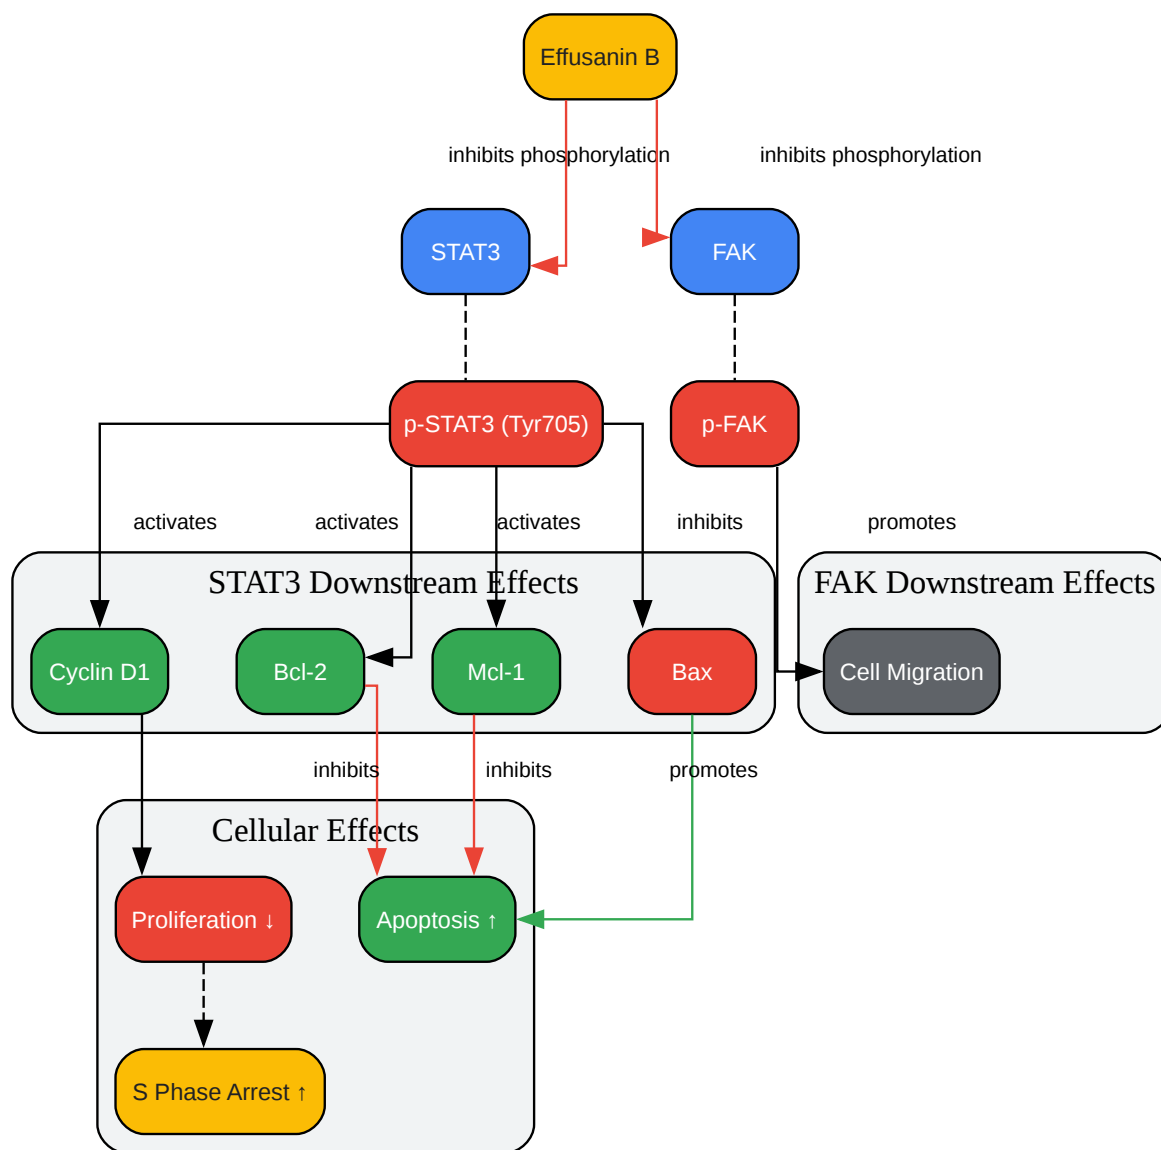 Effusanin B
inhibits phosphorylation
inhibits phosphorylation
STAT3
FAK
p-STAT3 (Tyr705)
p-FAK
activates
activates
activates
inhibits
promotes
STAT3 Downstream Effects
FAK Downstream Effects
Cyclin D1
Bcl-2
Mcl-1
Bax
Cell Migration
inhibits
inhibits
promotes
Cellular Effects
Proliferation ↓
Apoptosis ↑
S Phase Arrest ↑